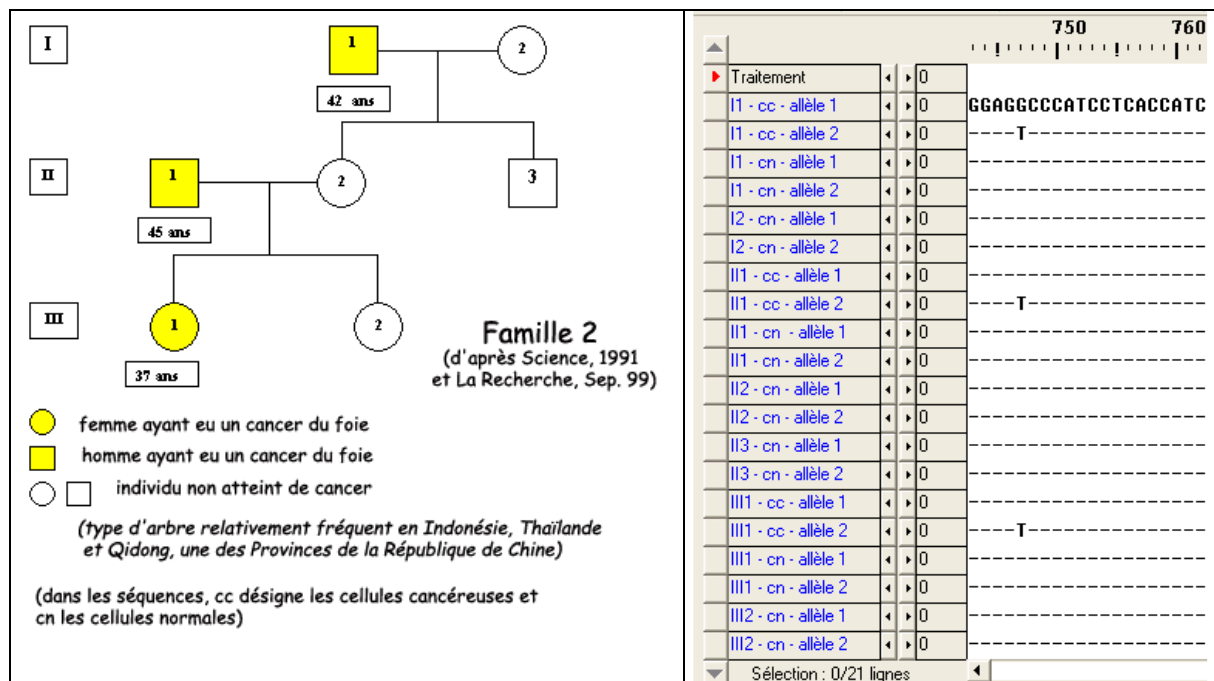 I
1
2
42 ans
II
1
2
3
45 ans
III
1
2
37 ans
Famille 2
(d'après Science, 1991
et La Recherche, Sep. 99)
femme ayant eu un cancer du foie
homme ayant eu un cancer du foie
individu non atteint de cancer
(type d'arbre relativement fréquent en Indonésie, Thaïlande
et Qidong, une des Provinces de la République de Chine)
(dans les séquences, cc désigne les cellules cancéreuses et
cn les cellules normales)
750 760
Traitement 0
I1 - cc - allèle 1 0 GGAGGCCCATCCTCACCATC
I1 - cc - allèle 2 0 ----T---------------
I1 - cn - allèle 1 0 --------------------
I1 - cn - allèle 2 0 --------------------
I2 - cn - allèle 1 0 --------------------
I2 - cn - allèle 2 0 --------------------
II1 - cc - allèle 1 0 --------------------
II1 - cc - allèle 2 0 ----T---------------
II1 - cn - allèle 1 0 --------------------
II1 - cn - allèle 2 0 --------------------
II2 - cn - allèle 1 0 --------------------
II2 - cn - allèle 2 0 --------------------
II3 - cn - allèle 1 0 --------------------
II3 - cn - allèle 2 0 --------------------
III1 - cc - allèle 1 0 --------------------
III1 - cc - allèle 2 0 ----T---------------
III1 - cn - allèle 1 0 --------------------
III1 - cn - allèle 2 0 --------------------
III2 - cn - allèle 1 0 --------------------
III2 - cn - allèle 2 0 --------------------
Sélection : 0/21 lignes